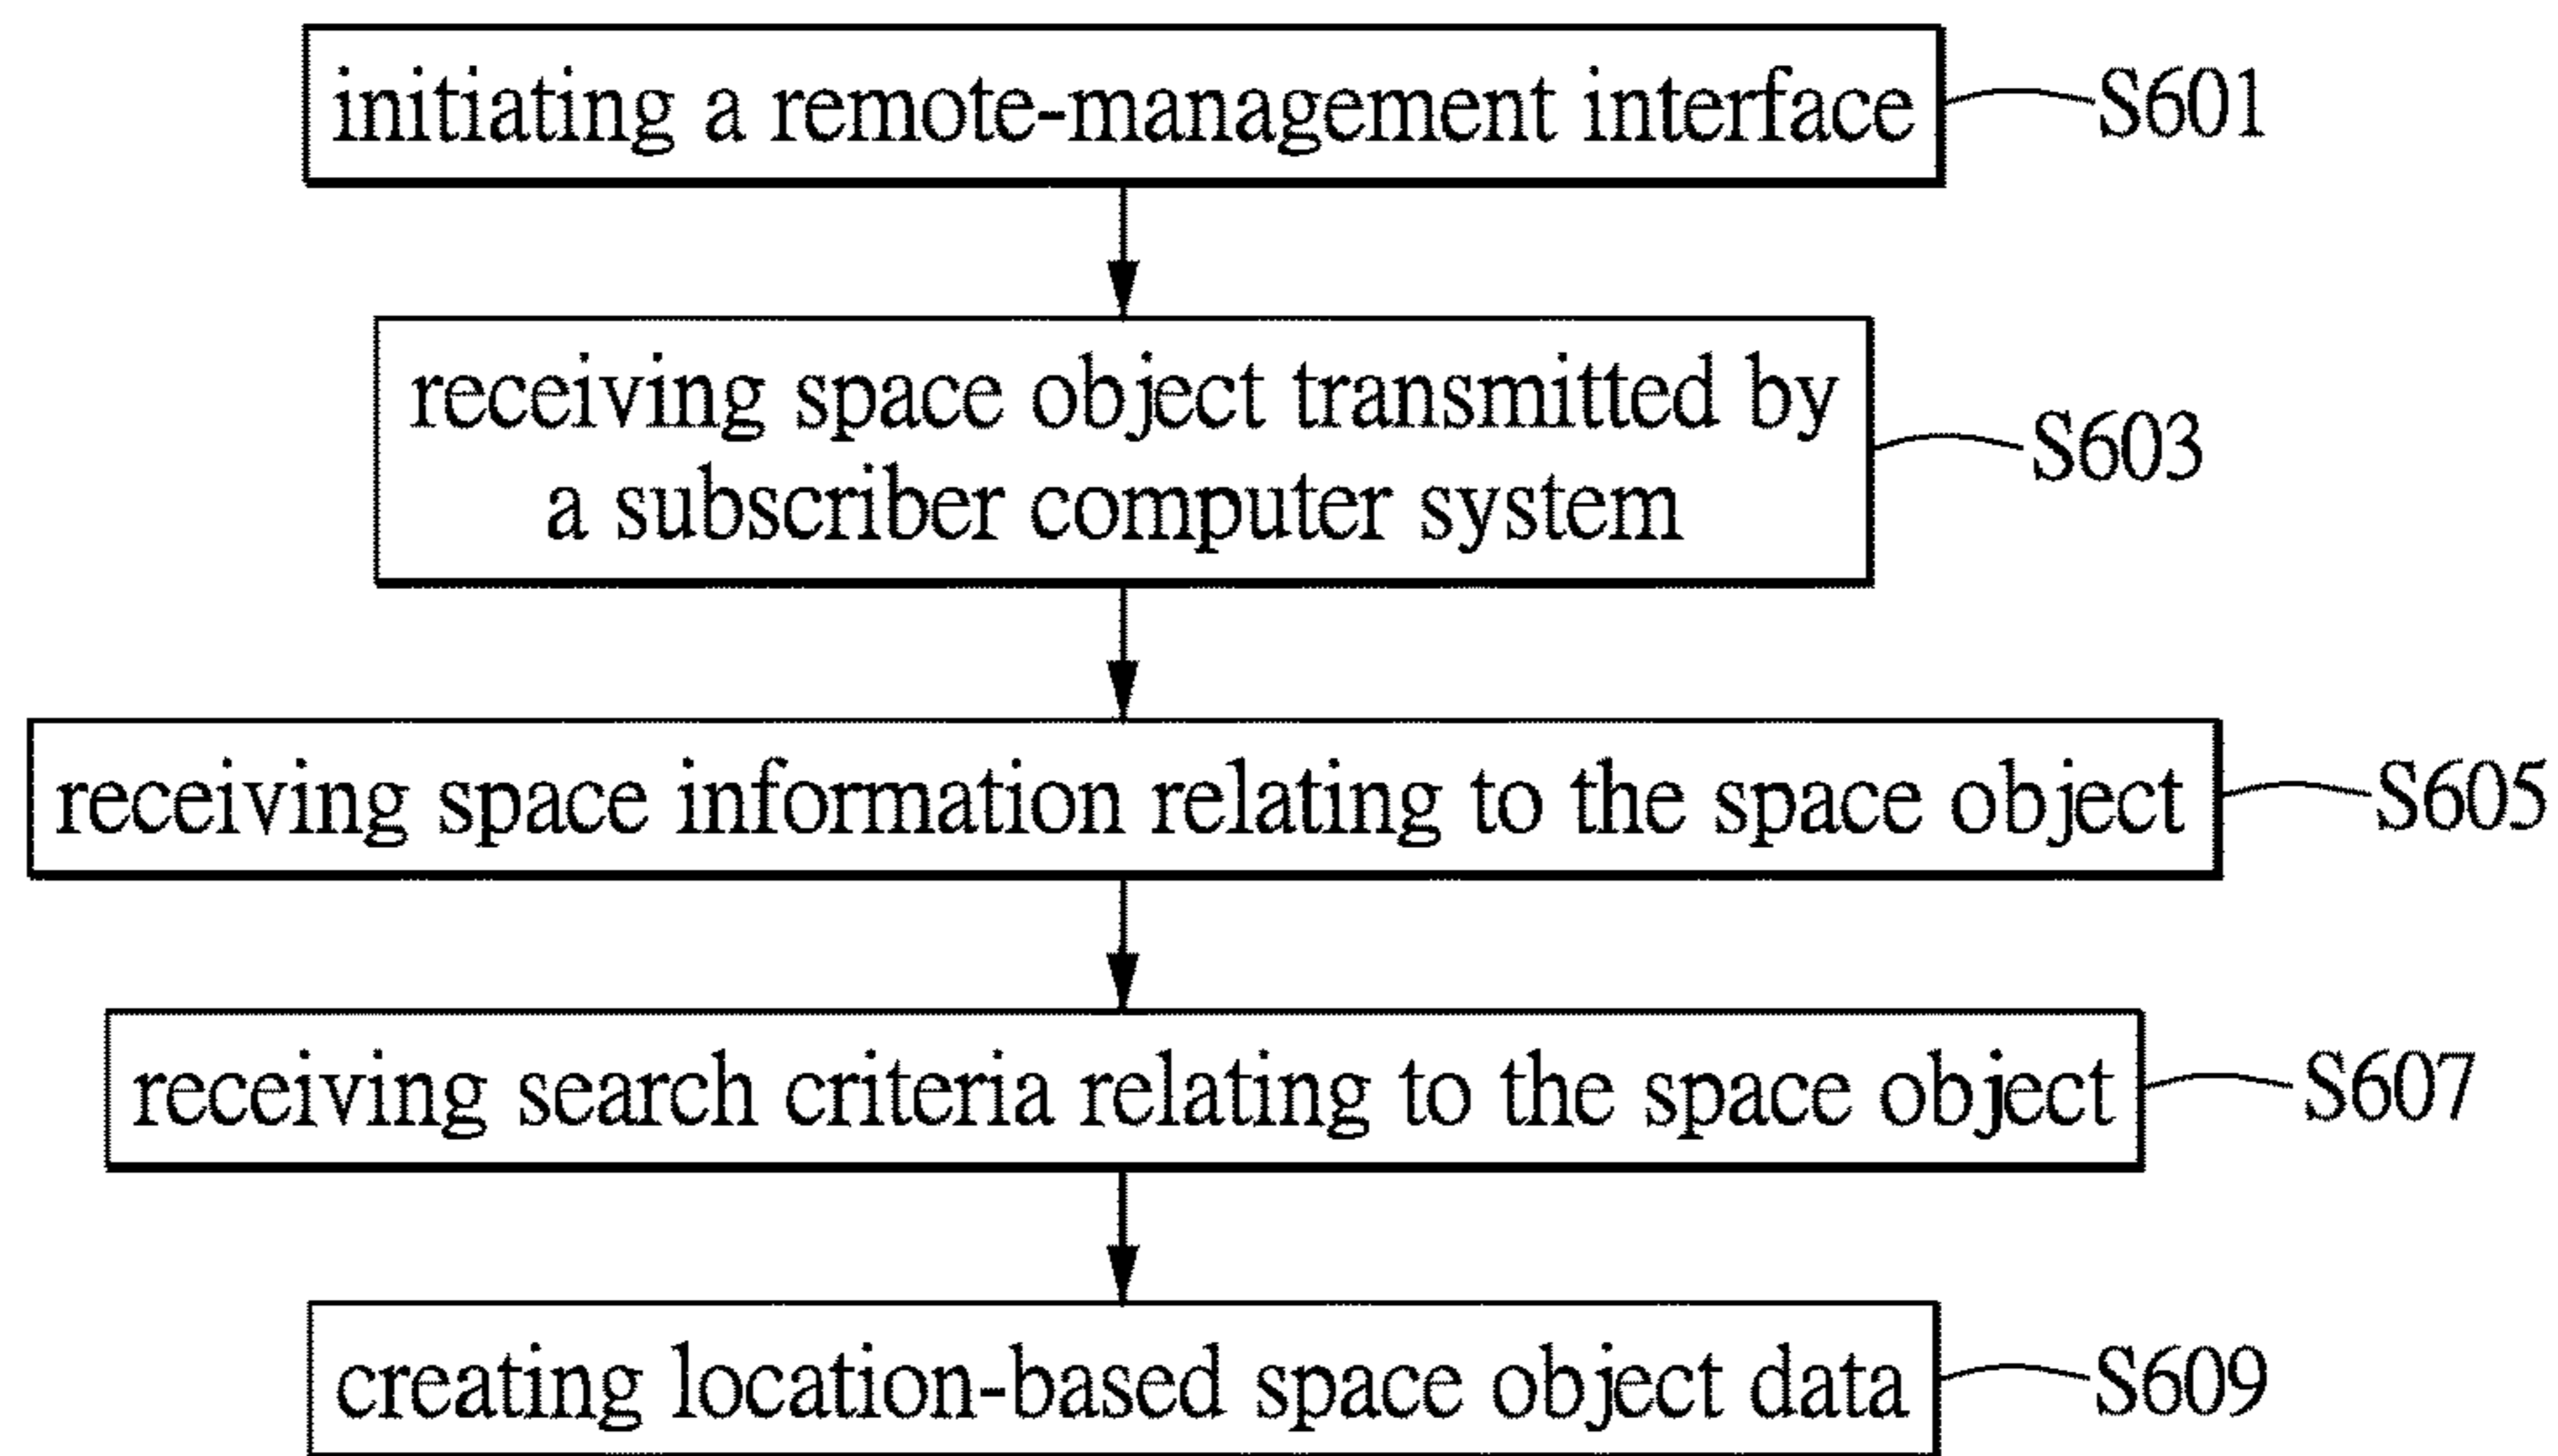 initiating a remote-management interface S601
receiving space object transmitted by
a subscriber computer system
S603
receiving space information relating to the space object S605
receiving search criteria relating to the space object S607
creating location-based space object data S609